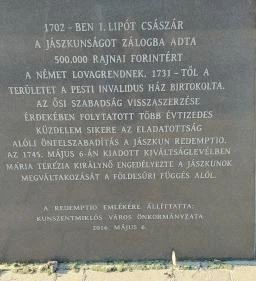 1702 - BEN I. LIPÓT CSÁSZÁR
A JÁSZKUNSÁGOT ZÁLOGBA ADTA
500.000 RAJNAI FORINTÉRT
A NÉMET LOVAGRENDNEK. 1731 - TŐL A
TERÜLETET A PESTI INVALIDUS HÁZ BIRTOKOLTA.
AZ ŐSI SZABADSÁG VISSZASZERZÉSE
ÉRDEKÉBEN FOLYTATOTT TÖBB ÉVTIZEDES
KÜZDELEM SIKERE AZ ELADATOTTSÁG
ALÓLI ÖNFELSZABADÍTÁS A JÁSZKUN REDEMPTIO.
AZ 1745. MÁJUS 6-ÁN KIADOTT KIVÁLTSÁGLEVÉLBEN
MÁRIA TERÉZIA KIRÁLYNŐ ENGEDÉLYEZTE A JÁSZKUNOK
MEGVÁLTAKOZÁSÁT A FÖLDESÚRI FÜGGÉS ALÓL.
A REDEMPTIO EMLÉKÉRE ÁLLÍTTATTA:
KUNSZENTMIKLÓS VÁROS ÖNKORMÁNYZATA
2016. MÁJUS 6.